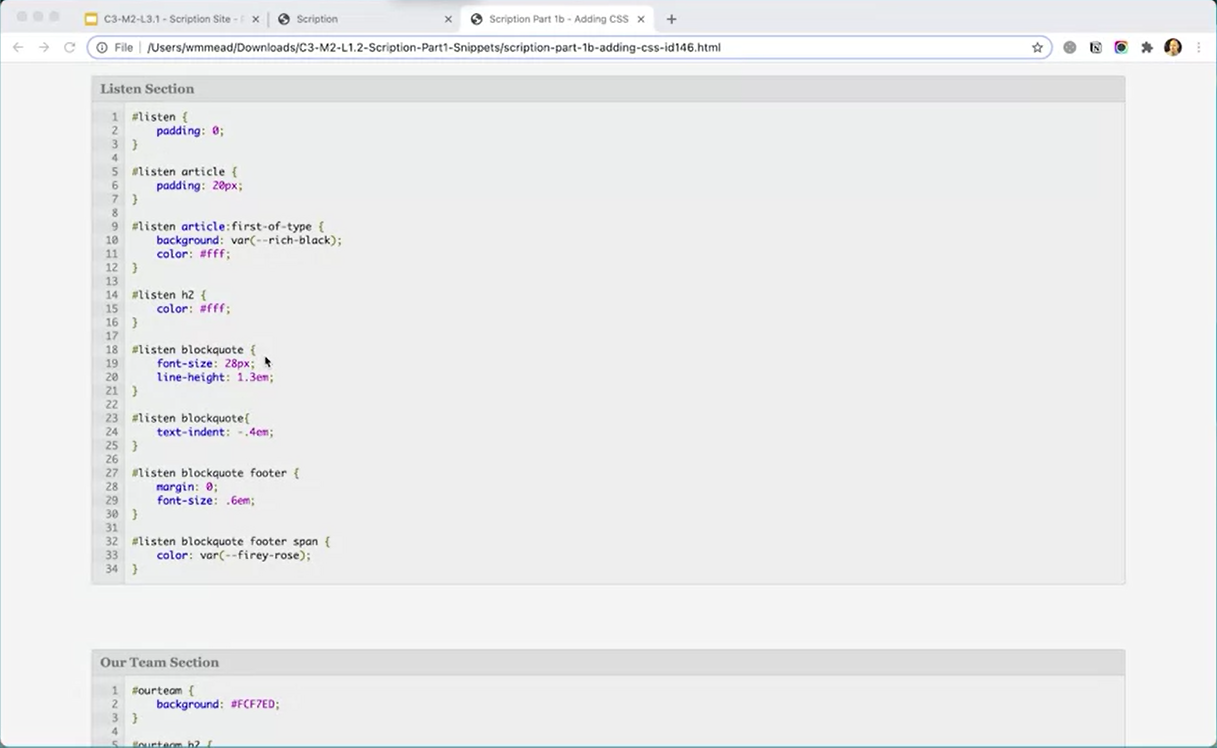 C3-M2-L3.1 - Scription Site -
Scription
Scription Part 1b - Adding CSS
File
/Users/wmmead/Downloads/C3-M2-L1.2-Scription-Part1-Snippets/scription-part-1b-adding-css-id146.html
Listen Section
1 #listen {
2 padding: 0;
3 }
4
5 #listen article {
6 padding: 20px;
7 }
8
9 #listen article:first-of-type {
10 background: var(--rich-black);
11 color: #fff;
12 }
13
14 #listen h2 {
15 color: #fff;
16 }
17
18 #listen blockquote {
19 font-size: 28px;
20 line-height: 1.3em;
21 }
22
23 #listen blockquote{
24 text-indent: -.4em;
25 }
26
27 #listen blockquote footer {
28 margin: 0;
29 font-size: .6em;
30 }
31
32 #listen blockquote footer span {
33 color: var(--firey-rose);
34 }
Our Team Section
1 #ourteam {
2 background: #FCF7ED;
3 }
4
5 #ourteam h2 {